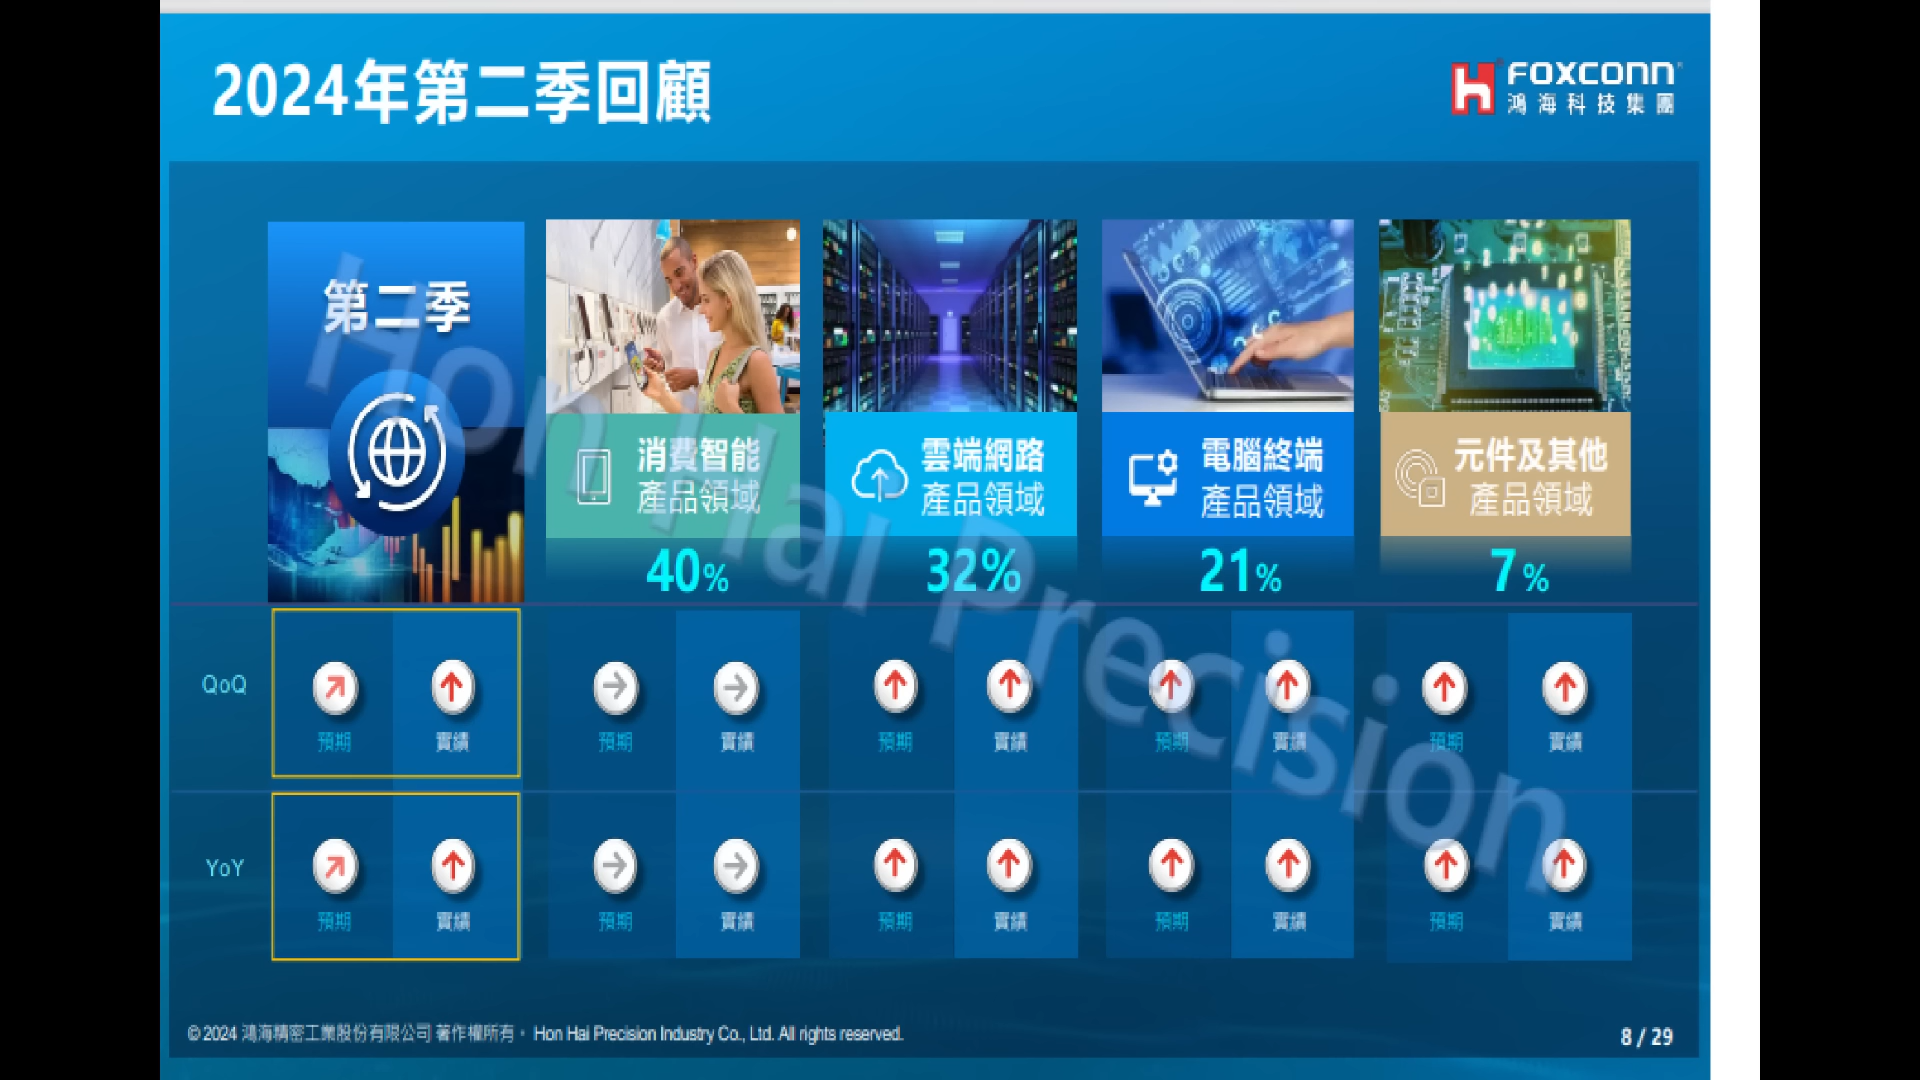 2024年第二季回顧
FOXCONN
鴻海科技集團
第二季
消費智能
產品領域
40%
雲端網路
產品領域
32%
電腦終端
產品領域
21%
元件及其他
產品領域
7%
QoQ
預期 實績 預期 實績 預期 實績 預期 實績 預期 實績
YoY
預期 實績 預期 實績 預期 實績 預期 實績 預期 實績
Hon Hai Precision
© 2024 鴻海精密工業股份有限公司 著作權所有。 Hon Hai Precision Industry Co., Ltd. All rights reserved.
8 / 29